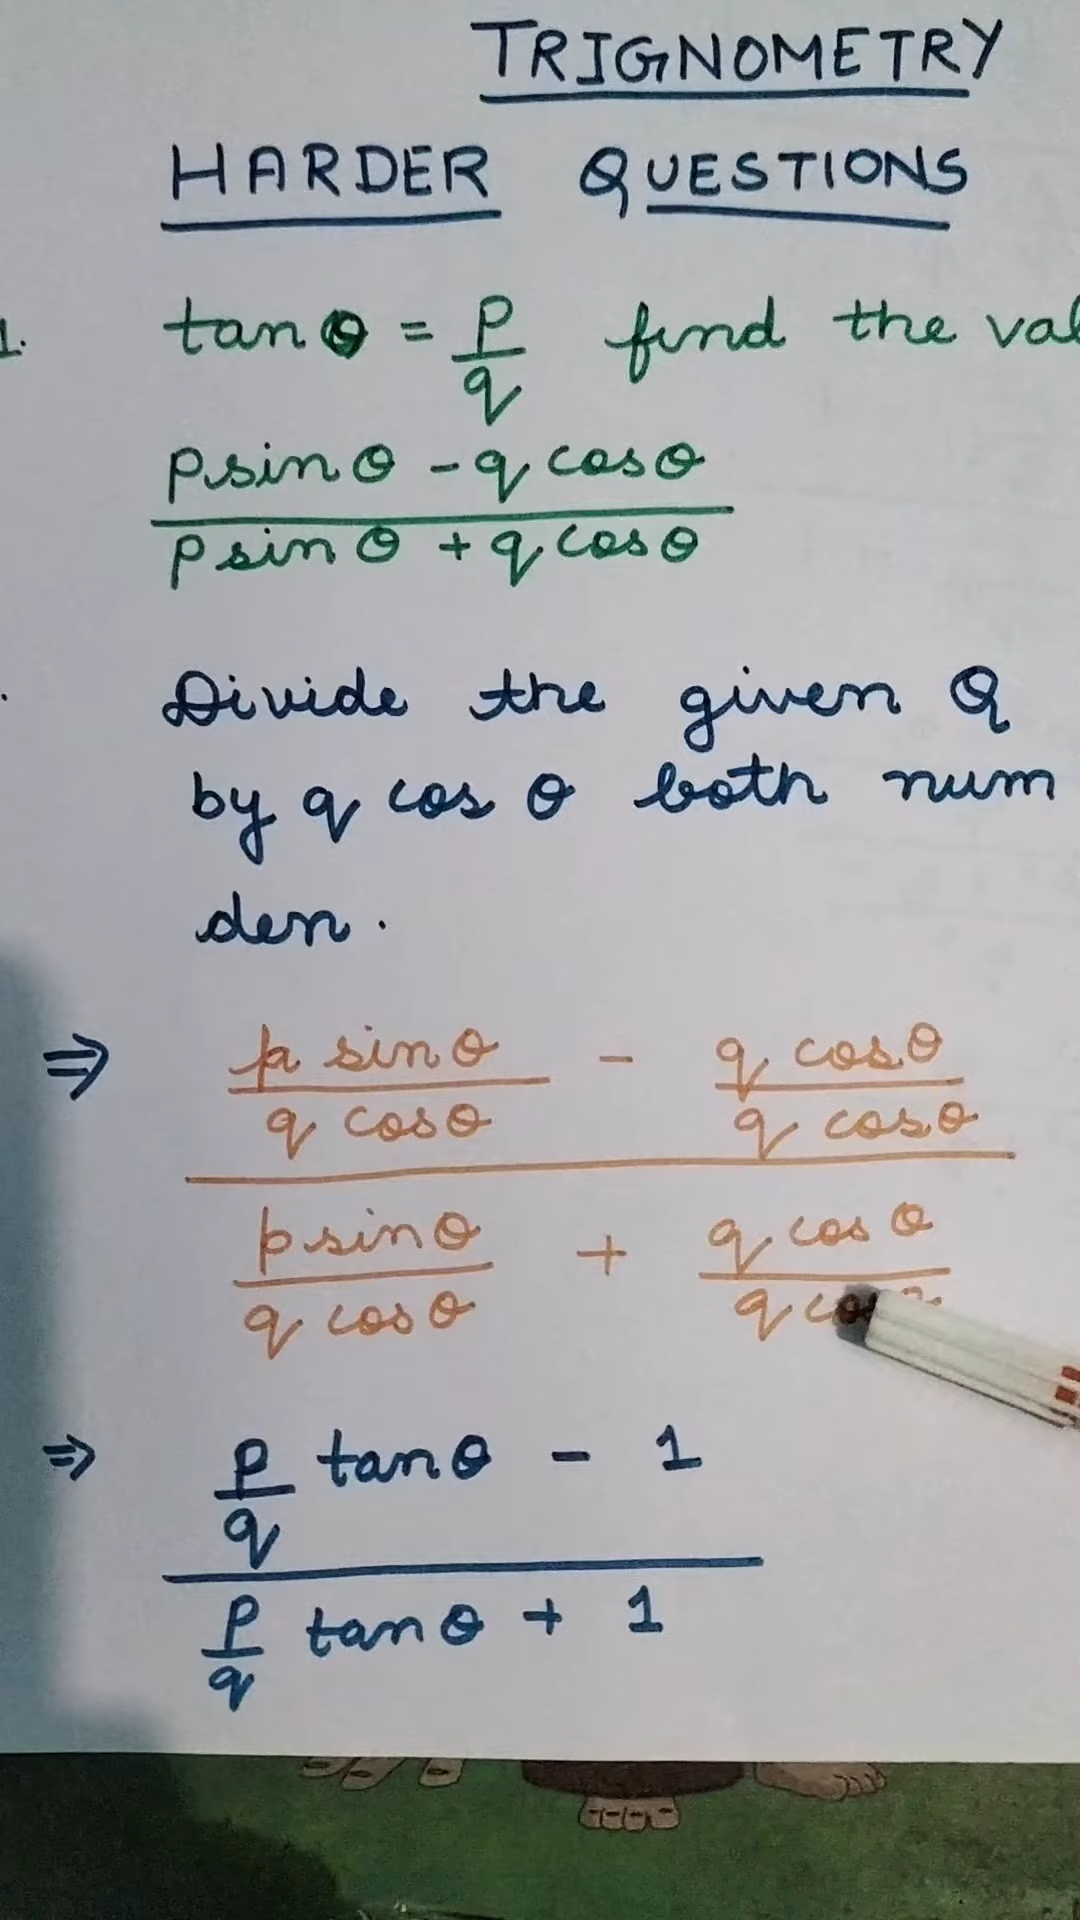 TRIGNOMETRY
HARDER QUESTIONS
1. tan θ = p/q find the val
p sin θ - q cos θ
p sin θ + q cos θ
Divide the given Q
by q cos θ both num
den.
⇒ p sin θ - q cos θ
q cos θ q cos θ
p sin θ + q cos θ
q cos θ q cos
⇒ p/q tan θ - 1
p/q tan θ + 1